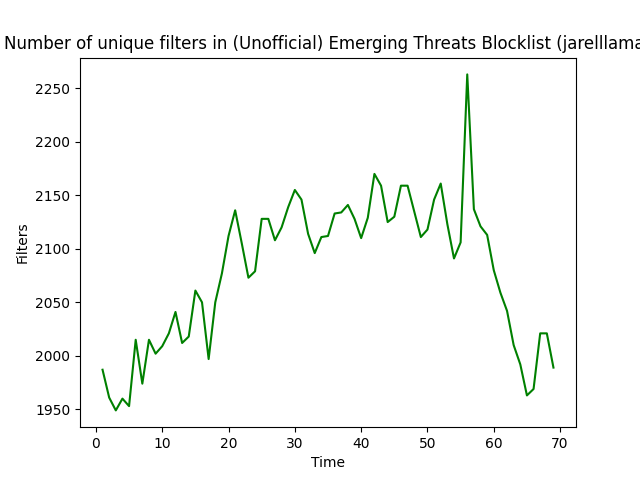 Number of unique filters in (Unofficial) Emerging Threats Blocklist (jarelllama
2250
2200
2150
2100
2050
2000
1950
Filters
0 10 20 30 40 50 60 70
Time